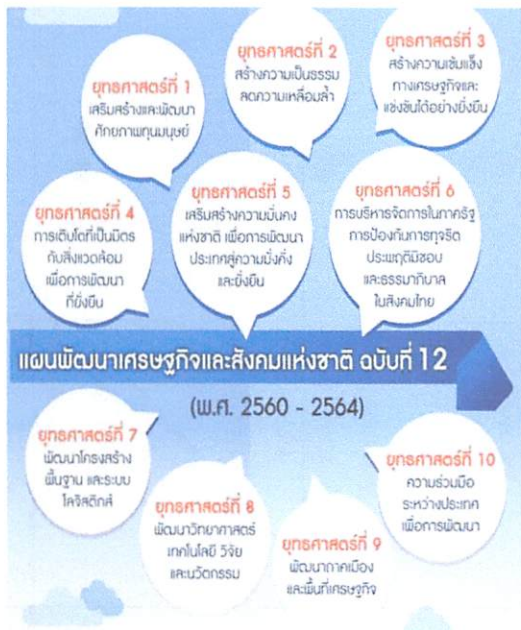 ยุทธศาสตร์ที่ 1
เสริมสร้างและพัฒนา
ศักยภาพทุนมนุษย์
ยุทธศาสตร์ที่ 2
สร้างความเป็นธรรม
ลดความเหลื่อมล้ำ
ยุทธศาสตร์ที่ 3
สร้างความเข้มแข็ง
ทางเศรษฐกิจและ
แข่งขันได้อย่างยั่งยืน
ยุทธศาสตร์ที่ 4
การเติบโตที่เป็นมิตร
กับสิ่งแวดล้อม
เพื่อการพัฒนา
ที่ยั่งยืน
ยุทธศาสตร์ที่ 5
เสริมสร้างความมั่นคง
แห่งชาติ เพื่อการพัฒนา
ประเทศสู่ความมั่งคั่ง
และยั่งยืน
ยุทธศาสตร์ที่ 6
การบริหารจัดการในภาครัฐ
การป้องกันการทุจริต
ประพฤติมิชอบ
และธรรมาภิบาล
ในสังคมไทย
แผนพัฒนาเศรษฐกิจและสังคมแห่งชาติ ฉบับที่ 12
(พ.ศ. 2560 - 2564)
ยุทธศาสตร์ที่ 7
พัฒนาโครงสร้าง
พื้นฐาน และระบบ
โลจิสติกส์
ยุทธศาสตร์ที่ 8
พัฒนาวิทยาศาสตร์
เทคโนโลยี วิจัย
และนวัตกรรม
ยุทธศาสตร์ที่ 9
พัฒนาภาคเมือง
และพื้นที่เศรษฐกิจ
ยุทธศาสตร์ที่ 10
ความร่วมมือ
ระหว่างประเทศ
เพื่อการพัฒนา